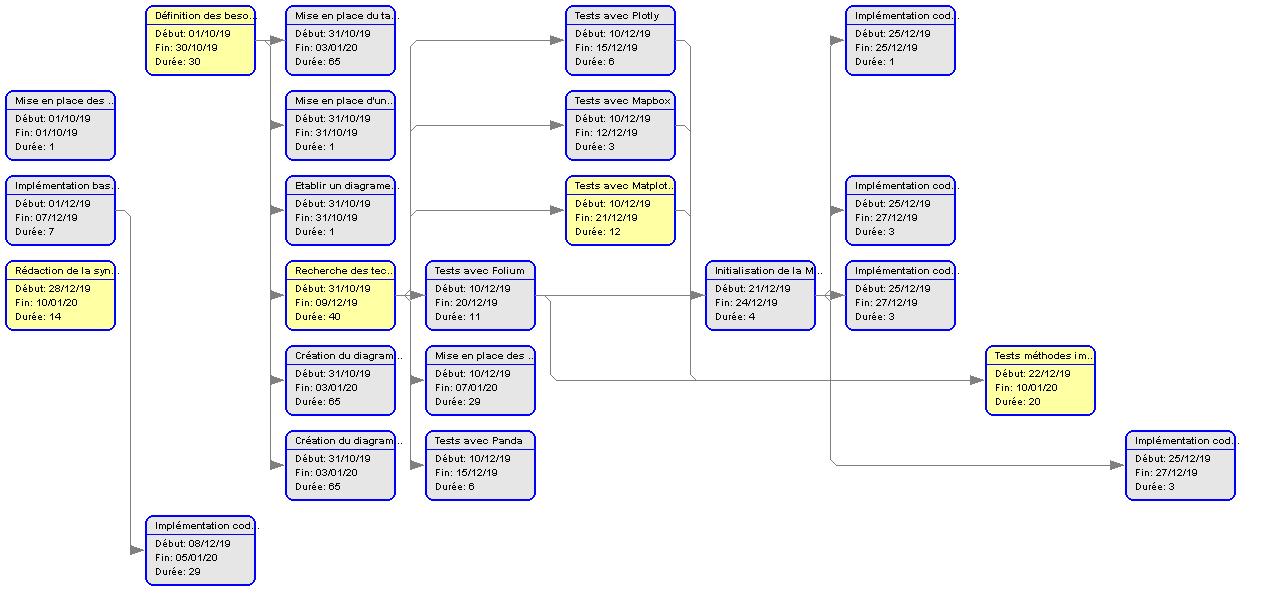 Définition des beso...
Début: 01/10/19
Fin: 30/10/19
Durée: 30
Mise en place du ta...
Début: 31/10/19
Fin: 03/01/20
Durée: 65
Tests avec Plotly
Début: 10/12/19
Fin: 15/12/19
Durée: 6
Implémentation cod...
Début: 25/12/19
Fin: 25/12/19
Durée: 1
Mise en place des ...
Début: 01/10/19
Fin: 01/10/19
Durée: 1
Mise en place d'un...
Début: 31/10/19
Fin: 31/10/19
Durée: 1
Tests avec Mapbox
Début: 10/12/19
Fin: 12/12/19
Durée: 3
Implémentation bas...
Début: 01/12/19
Fin: 07/12/19
Durée: 7
Etablir un diagrame...
Début: 31/10/19
Fin: 31/10/19
Durée: 1
Tests avec Matplot...
Début: 10/12/19
Fin: 21/12/19
Durée: 12
Implémentation cod...
Début: 25/12/19
Fin: 27/12/19
Durée: 3
Rédaction de la syn...
Début: 28/12/19
Fin: 10/01/20
Durée: 14
Recherche des tec...
Début: 31/10/19
Fin: 09/12/19
Durée: 40
Tests avec Folium
Début: 10/12/19
Fin: 20/12/19
Durée: 11
Initialisation de la M...
Début: 21/12/19
Fin: 24/12/19
Durée: 4
Implémentation cod...
Début: 25/12/19
Fin: 27/12/19
Durée: 3
Création du diagram...
Début: 31/10/19
Fin: 03/01/20
Durée: 65
Mise en place des ...
Début: 10/12/19
Fin: 07/01/20
Durée: 29
Tests méthodes im...
Début: 22/12/19
Fin: 10/01/20
Durée: 20
Création du diagram...
Début: 31/10/19
Fin: 03/01/20
Durée: 65
Tests avec Panda
Début: 10/12/19
Fin: 15/12/19
Durée: 6
Implémentation cod...
Début: 25/12/19
Fin: 27/12/19
Durée: 3
Implémentation cod...
Début: 08/12/19
Fin: 05/01/20
Durée: 29